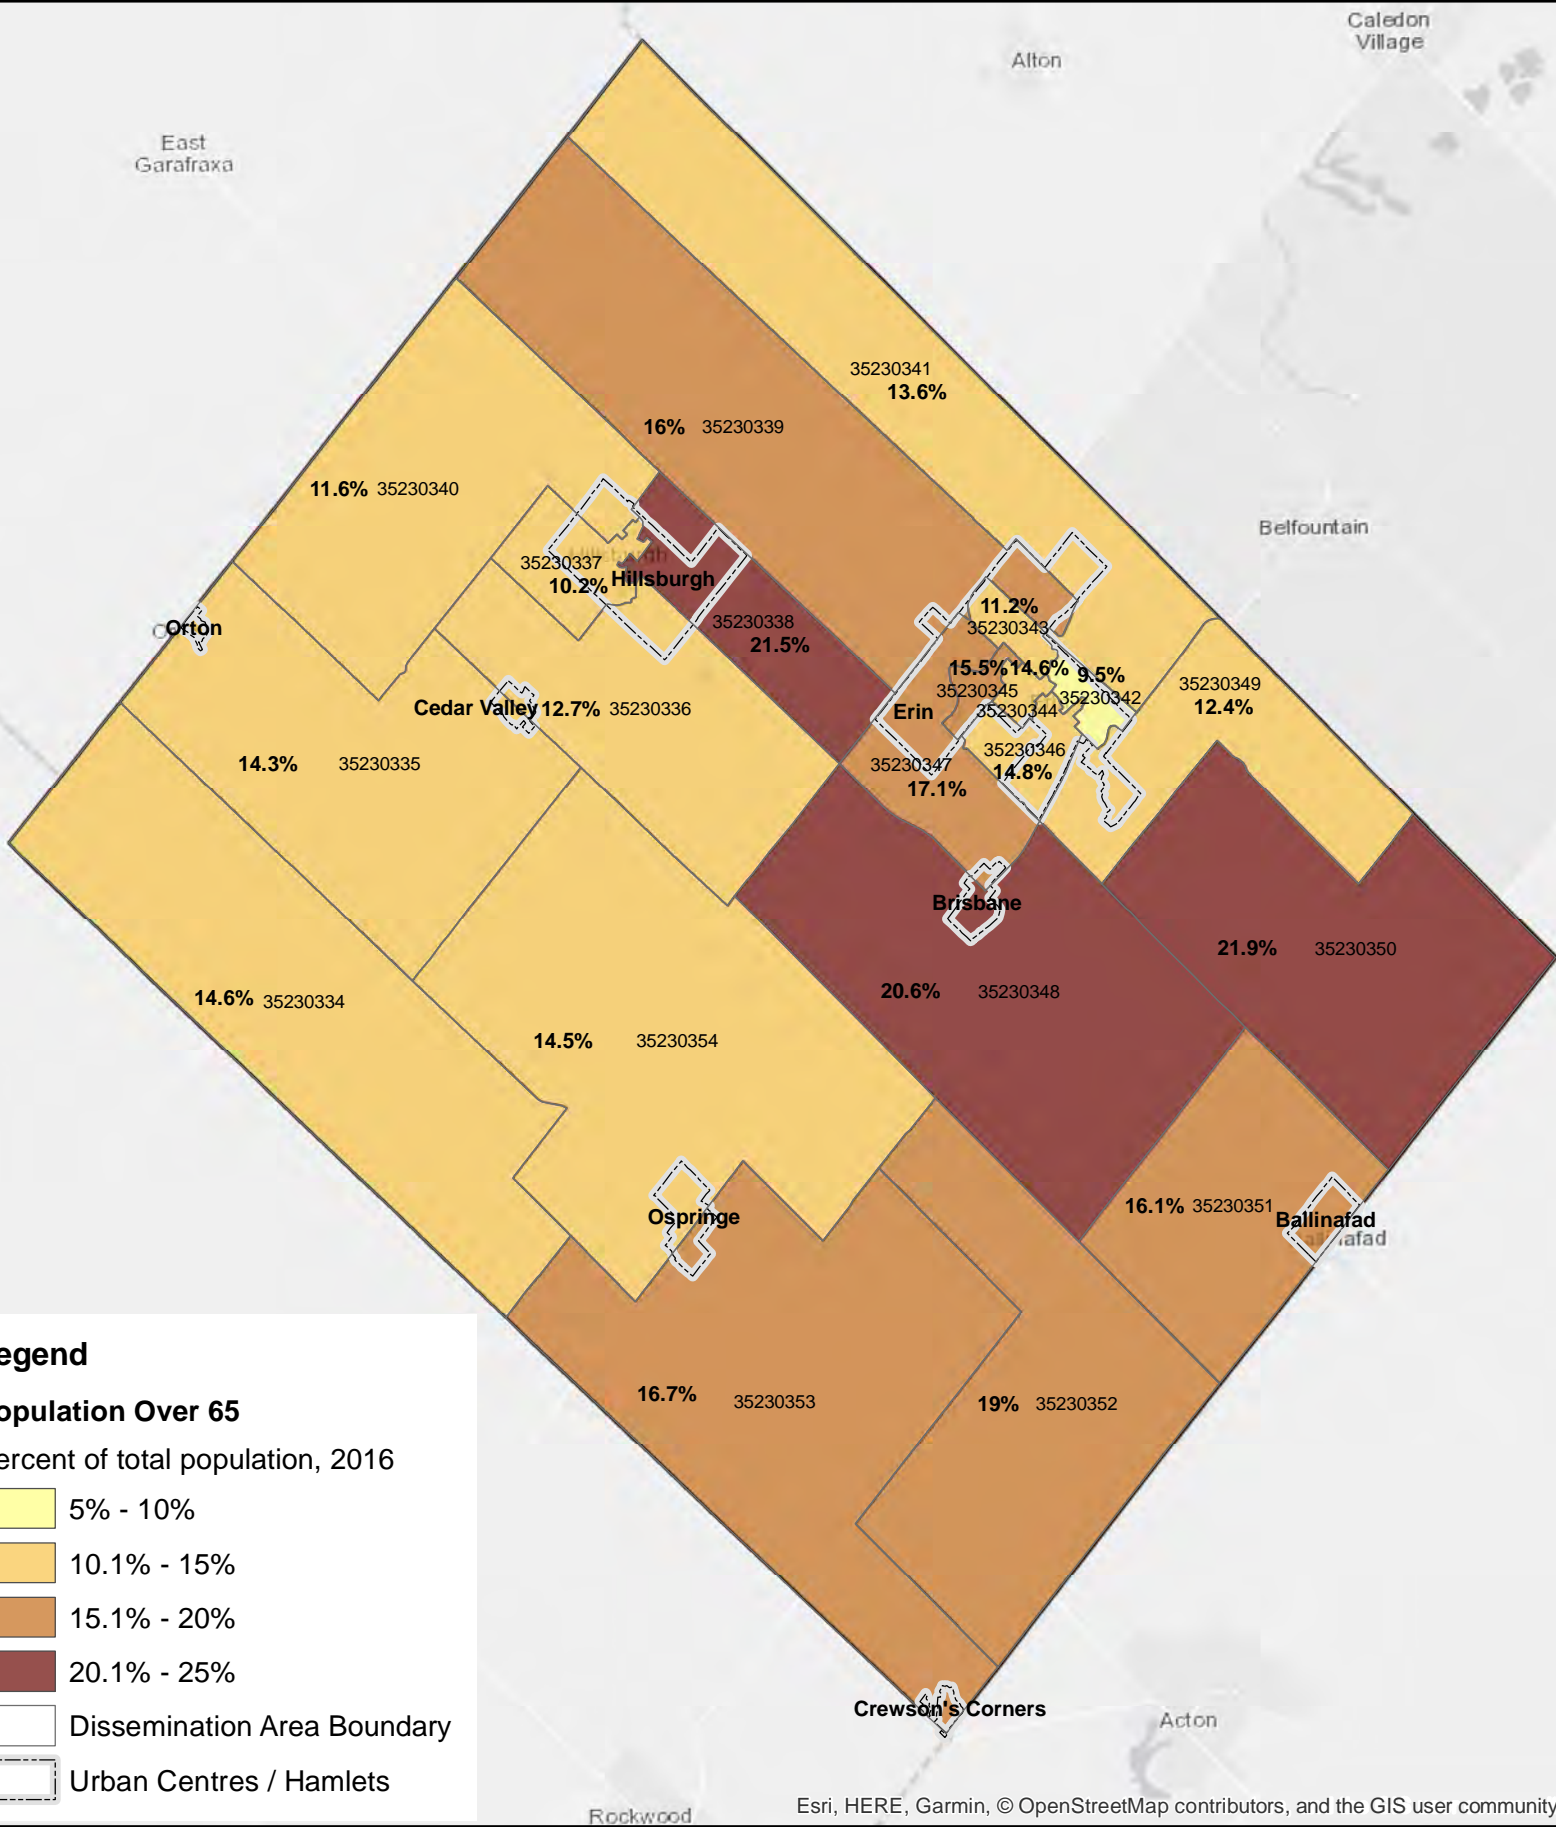 Caledon
Village
Alton
East
Garafraxa
35230341
13.6%
16% 35230339
11.6% 35230340
Belfountain
35230337
10.2%
Hillsburgh
11.2%
35230343
35230338
21.5%
Orton
15.5% 14.6% 9.5%
35230345
35230342
35230344
Erin
35230349
12.4%
Cedar Valley 12.7% 35230336
35230346
14.8%
35230347
17.1%
14.3% 35230335
Brisbane
21.9% 35230350
20.6% 35230348
14.6% 35230334
14.5% 35230354
16.1% 35230351
Ballinafad
Ospringe
16.7% 35230353
19% 35230352
egend
opulation Over 65
ercent of total population, 2016
5% - 10%
10.1% - 15%
15.1% - 20%
20.1% - 25%
Dissemination Area Boundary
Urban Centres / Hamlets
Crewson's Corners
Acton
Rockwood
Esri, HERE, Garmin, © OpenStreetMap contributors, and the GIS user community